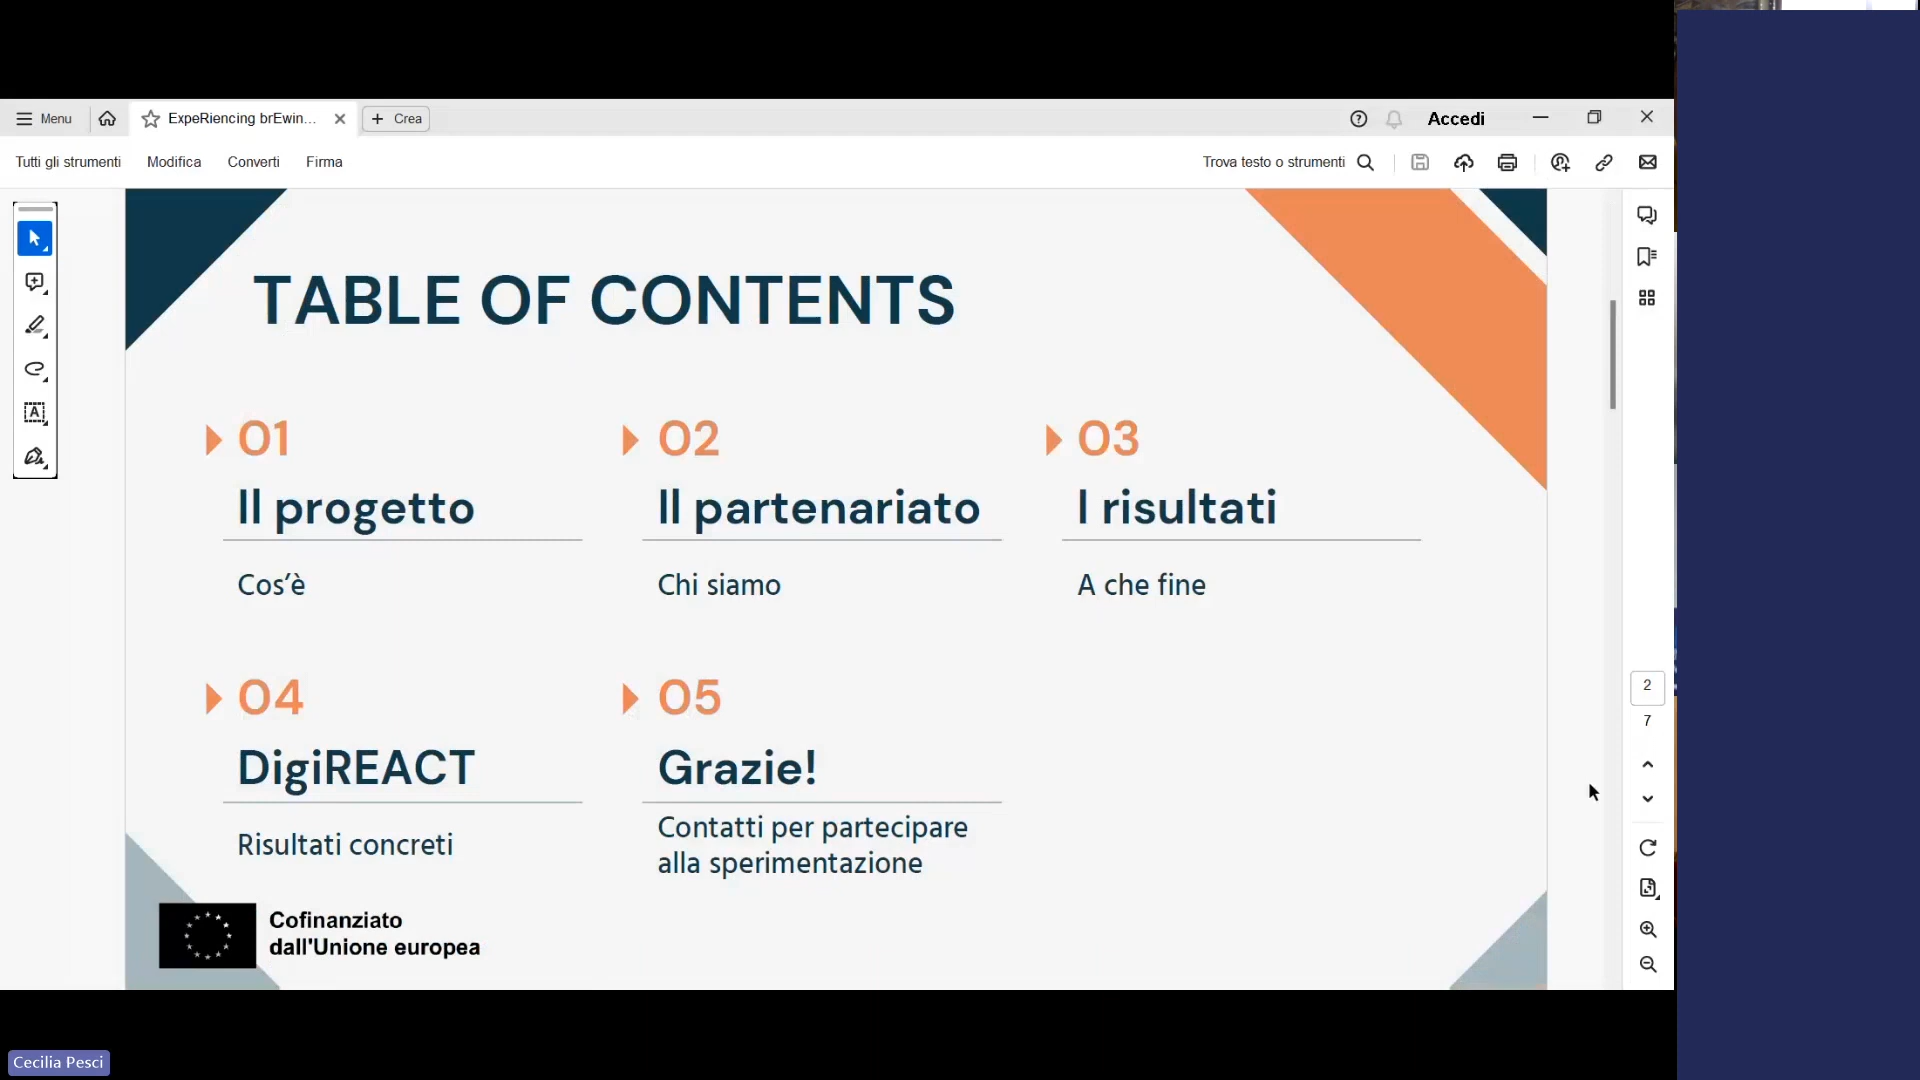 Menu
ExpeRiencing brEwin...
Crea
Accedi
Tutti gli strumenti
Modifica
Converti
Firma
Trova testo o strumenti
TABLE OF CONTENTS
01
Il progetto
Cos’è
02
Il partenariato
Chi siamo
03
I risultati
A che fine
04
DigiREACT
Risultati concreti
05
Grazie!
Contatti per partecipare
alla sperimentazione
Cofinanziato
dall'Unione europea
2
7
Cecilia Pesci